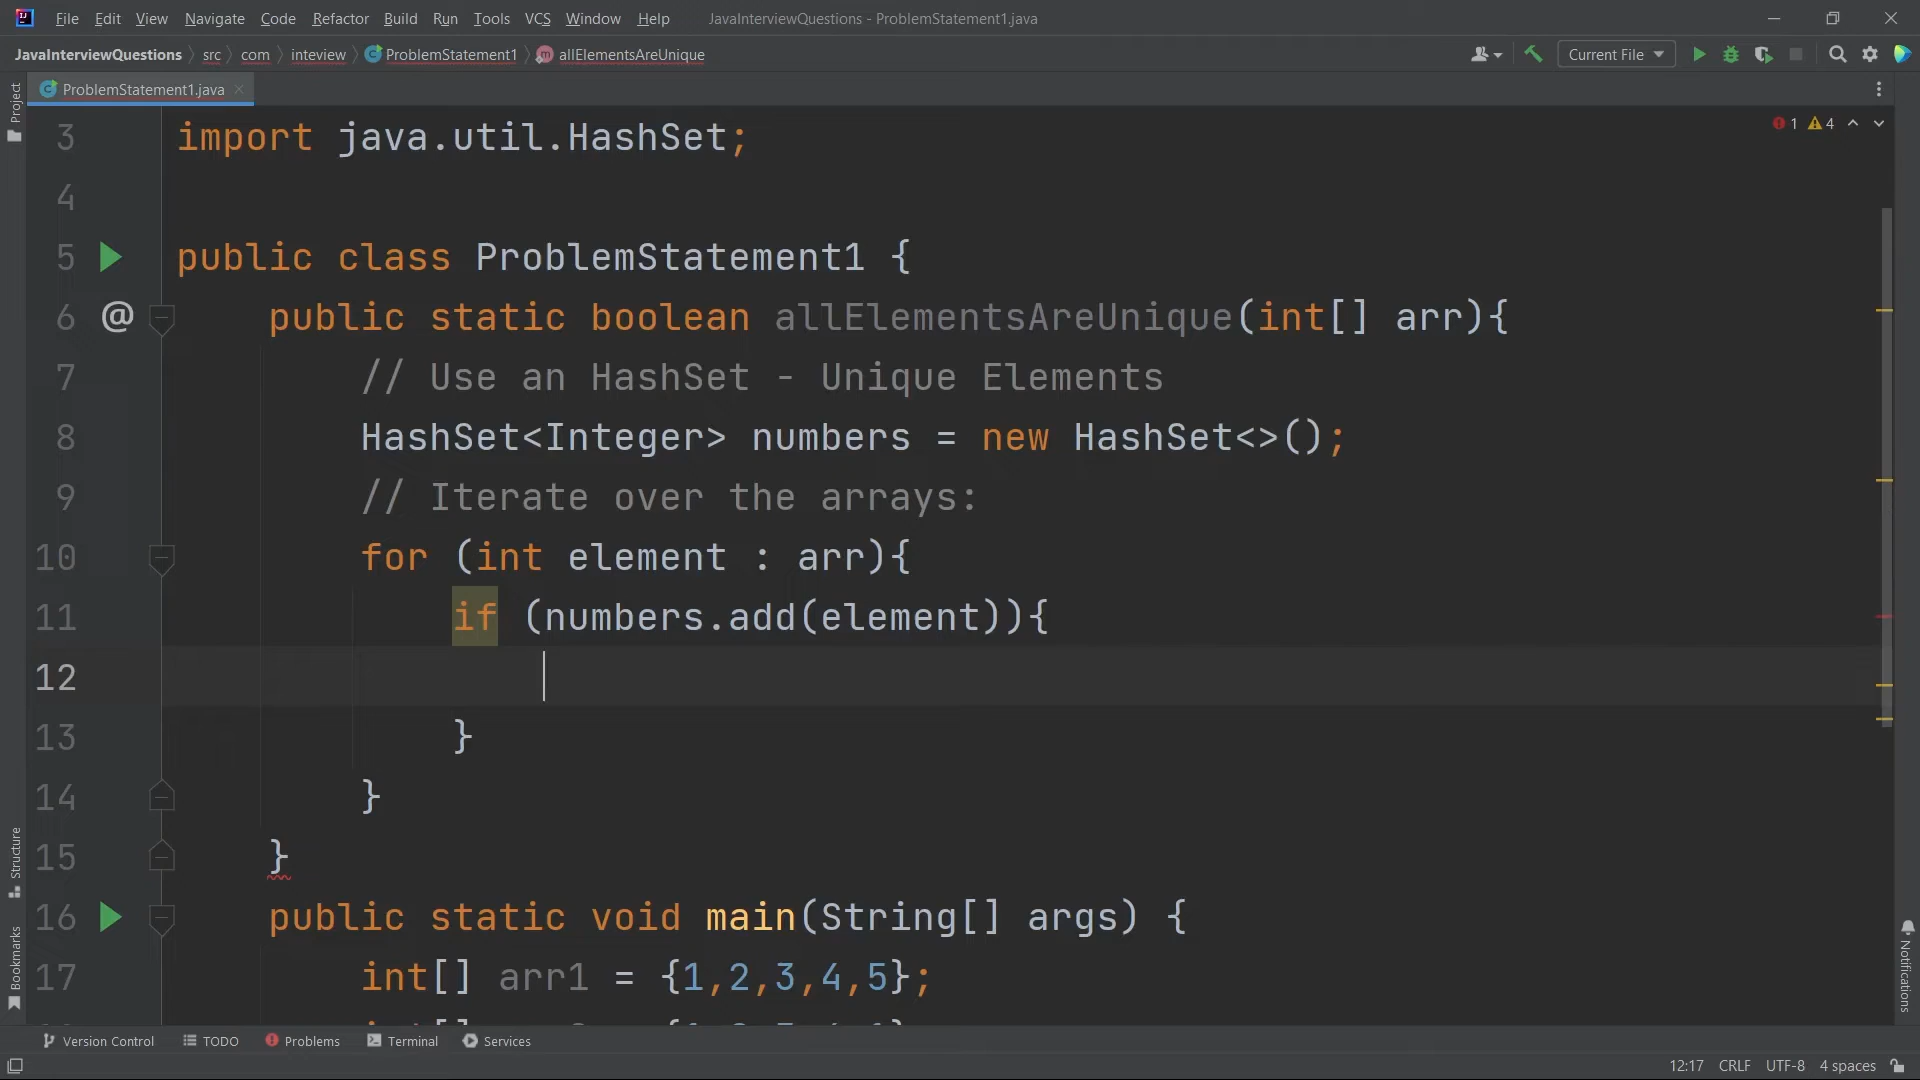 File Edit View Navigate Code Refactor Build Run Tools VCS Window Help JavaInterviewQuestions - ProblemStatement1.java
JavaInterviewQuestions src com inteview ProblemStatement1 allElementsAreUnique Current File
ProblemStatement1.java
Project
1 4
3 import java.util.HashSet;
4
5 public class ProblemStatement1 {
6 @ public static boolean allElementsAreUnique(int[] arr){
7 // Use an HashSet - Unique Elements
8 HashSet<Integer> numbers = new HashSet<>();
9 // Iterate over the arrays:
10 for (int element : arr){
11 if (numbers.add(element)){
12
13 }
14 }
15 }
16 public static void main(String[] args) {
17 int[] arr1 = {1,2,3,4,5};
Structure
Bookmarks
Notifications
Version Control TODO Problems Terminal Services
12:17 CRLF UTF-8 4 spaces